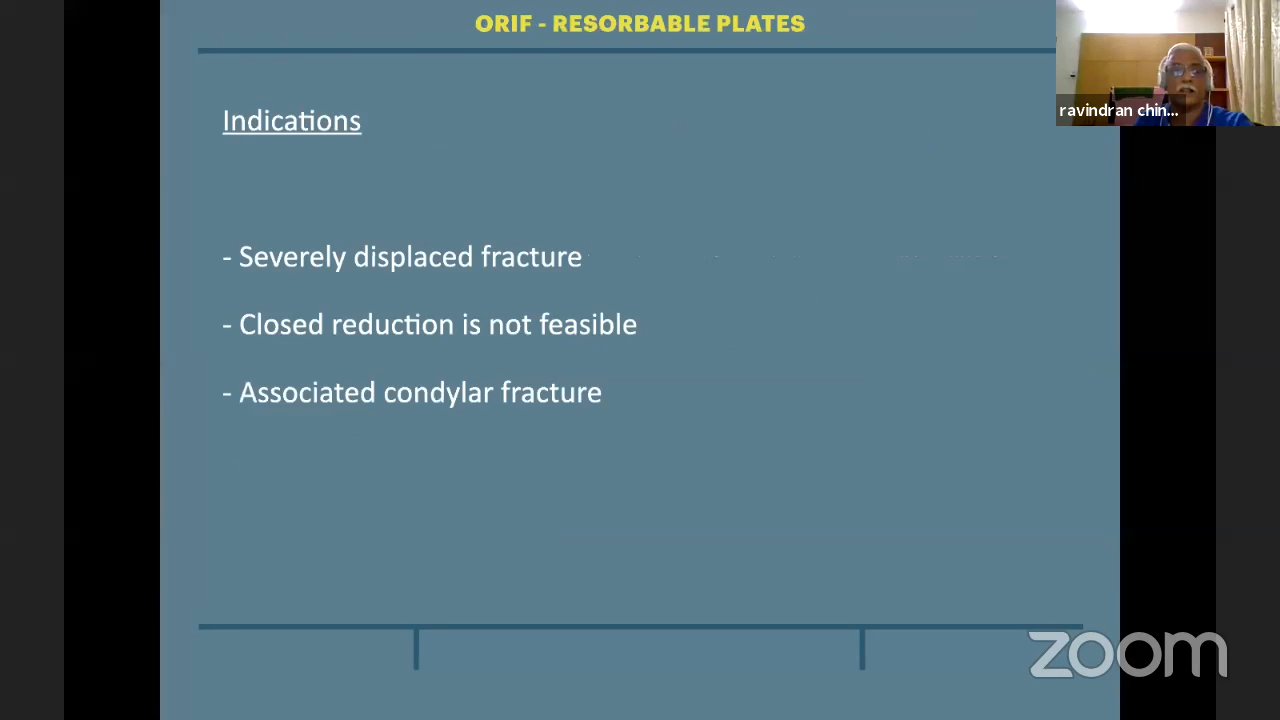 ORIF - RESORBABLE PLATES
ravindran chin...
Indications
- Severely displaced fracture
- Closed reduction is not feasible
- Associated condylar fracture
zoom